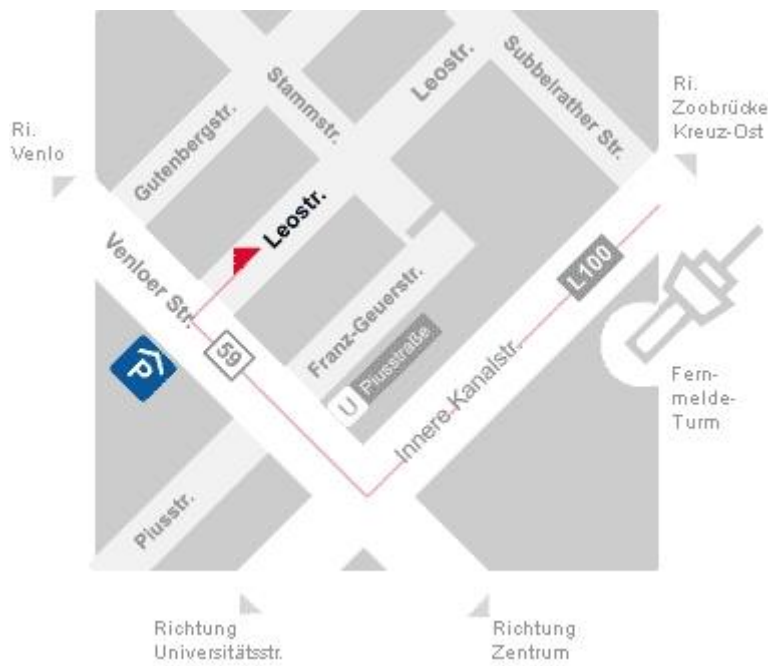 Subbelrather Str.
Leostr.
Stammstr.
Gutenbergstr.
Ri.
Zoobrücke
Kreuz-Ost
Ri.
Venlo
Leostr.
Venloer Str.
L100
Franz-Geuerstr.
59
P
U Piusstraße
Innere Kanalstr.
Fern-
melde-
Turm
Piusstr.
Richtung
Universitätsstr.
Richtung
Zentrum